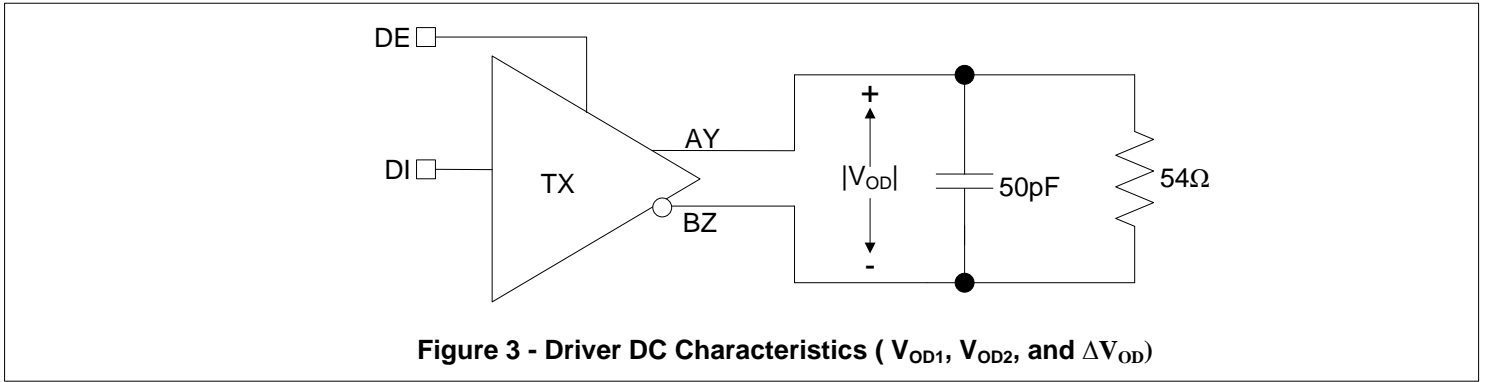 DE
AY
+
DI
TX
|VOD|
50pF
54Ω
BZ
-
Figure 3 - Driver DC Characteristics ( VOD1, VOD2, and ΔVOD)